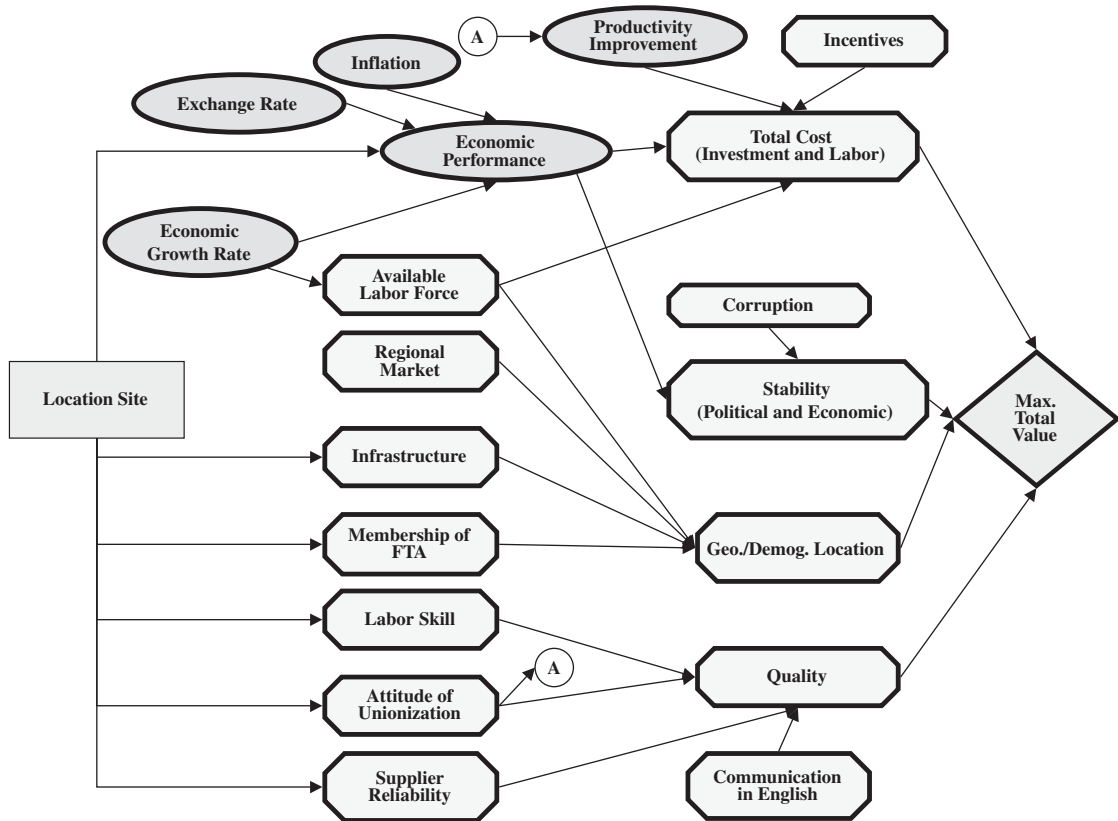 A
Productivity
Improvement
Incentives
Inflation
Exchange Rate
Economic
Performance
Total Cost
(Investment and Labor)
Economic
Growth Rate
Available
Labor Force
Corruption
Regional
Market
Location Site
Stability
(Political and Economic)
Max.
Total
Value
Infrastructure
Membership of
FTA
Geo./Demog. Location
Labor Skill
A
Quality
Attitude of
Unionization
Supplier
Reliability
Communication
in English